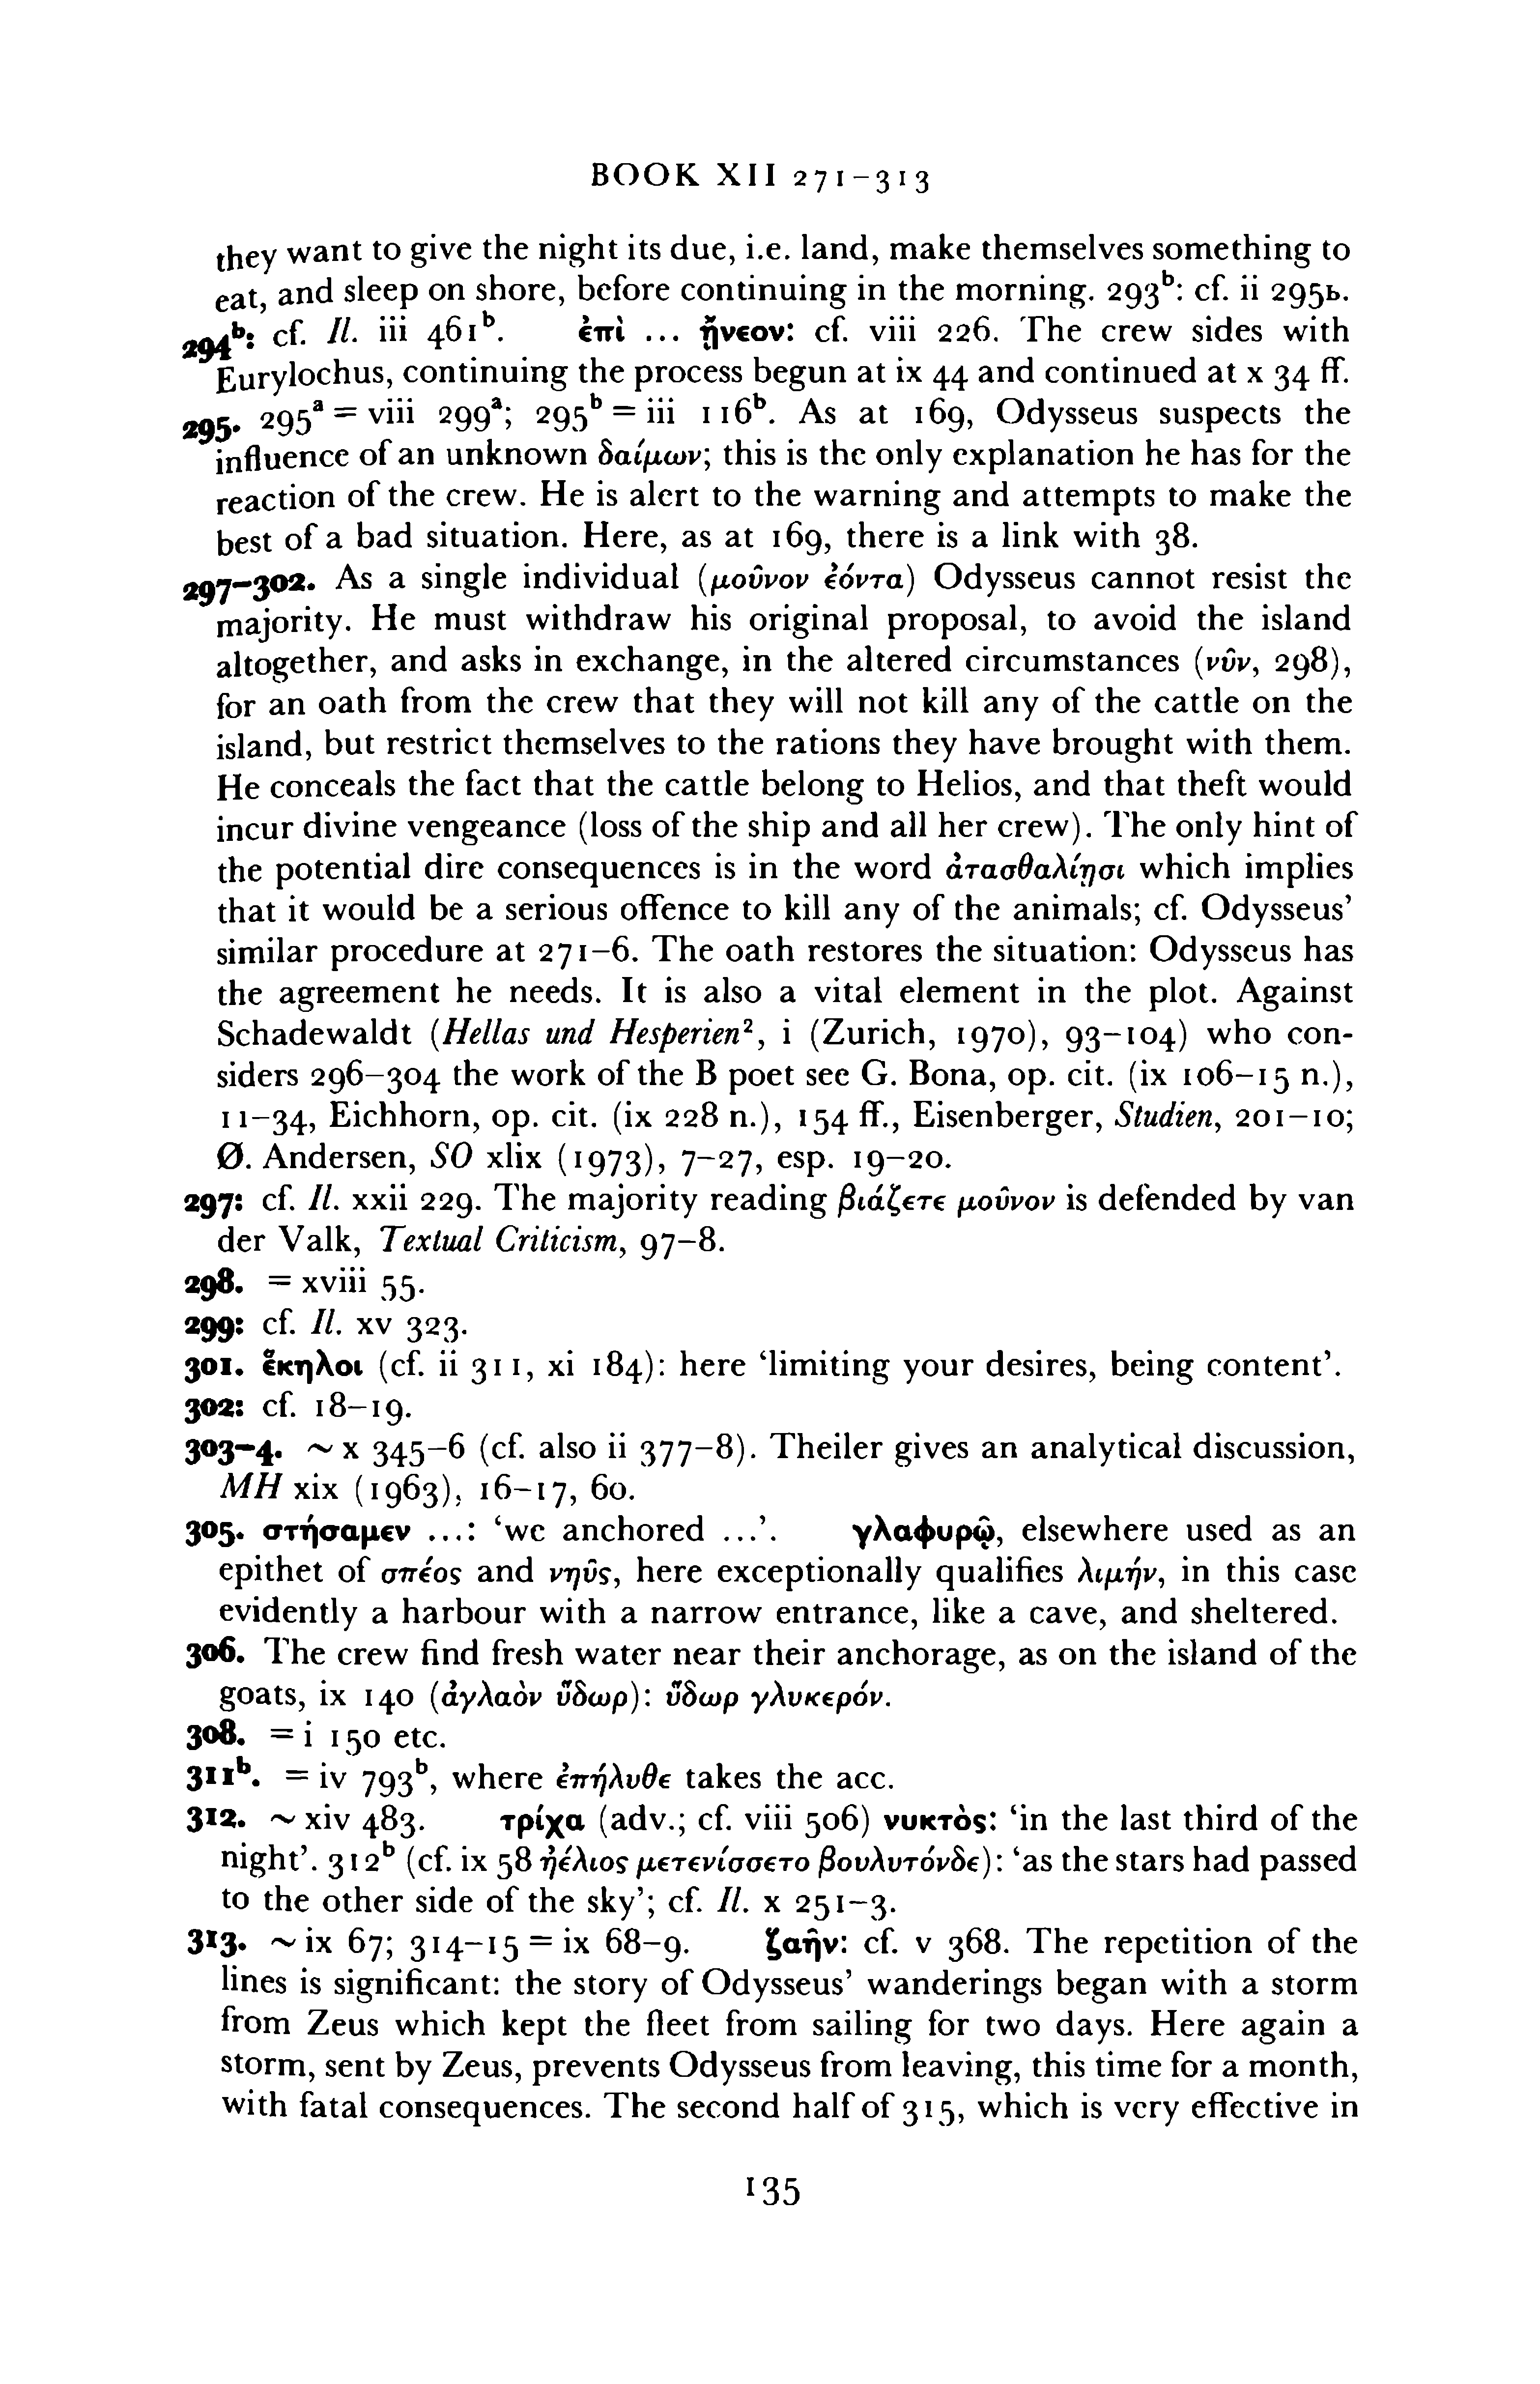 BOOK XII 271–313
they want to give the night its due, i.e. land, make themselves something to
eat, and sleep on shore, before continuing in the morning. 293ᵇ: cf. ii 295b.
294ᵇ: cf. Il. iii 461ᵇ. ἐπὶ ... ᾔνεον: cf. viii 226. The crew sides with
Eurylochus, continuing the process begun at ix 44 and continued at x 34 ff.
295. 295ᵃ = viii 299ᵃ; 295ᵇ = iii 116ᵇ. As at 169, Odysseus suspects the
influence of an unknown δαίμων; this is the only explanation he has for the
reaction of the crew. He is alert to the warning and attempts to make the
best of a bad situation. Here, as at 169, there is a link with 38.
297–302. As a single individual (μοῦνον ἐόντα) Odysseus cannot resist the
majority. He must withdraw his original proposal, to avoid the island
altogether, and asks in exchange, in the altered circumstances (νῦν, 298),
for an oath from the crew that they will not kill any of the cattle on the
island, but restrict themselves to the rations they have brought with them.
He conceals the fact that the cattle belong to Helios, and that theft would
incur divine vengeance (loss of the ship and all her crew). The only hint of
the potential dire consequences is in the word ἀτασθαλίῃσι which implies
that it would be a serious offence to kill any of the animals; cf. Odysseus’
similar procedure at 271–6. The oath restores the situation: Odysseus has
the agreement he needs. It is also a vital element in the plot. Against
Schadewaldt (Hellas und Hesperien², i (Zurich, 1970), 93–104) who con-
siders 296–304 the work of the B poet see G. Bona, op. cit. (ix 106–15 n.),
11–34, Eichhorn, op. cit. (ix 228 n.), 154 ff., Eisenberger, Studien, 201–10;
Ø. Andersen, SO xlix (1973), 7–27, esp. 19–20.
297: cf. Il. xxii 229. The majority reading βιάζετε μοῦνον is defended by van
der Valk, Textual Criticism, 97–8.
298. = xviii 55.
299: cf. Il. xv 323.
301. ἕκηλοι (cf. ii 311, xi 184): here ‘limiting your desires, being content’.
302: cf. 18–19.
303–4. ~ x 345–6 (cf. also ii 377–8). Theiler gives an analytical discussion,
MH xix (1963), 16–17, 60.
305. στήσαμεν ...: ‘we anchored ...’. γλαφυρῷ, elsewhere used as an
epithet of σπέος and νηῦς, here exceptionally qualifies λιμήν, in this case
evidently a harbour with a narrow entrance, like a cave, and sheltered.
306. The crew find fresh water near their anchorage, as on the island of the
goats, ix 140 (ἀγλαὸν ὕδωρ): ὕδωρ γλυκερόν.
308. = i 150 etc.
311ᵇ. = iv 793ᵇ, where ἐπήλυθε takes the acc.
312. ~ xiv 483. τρίχα (adv.; cf. viii 506) νυκτὸς: ‘in the last third of the
night’. 312ᵇ (cf. ix 58 ἠέλιος μετενίσσετο βουλυτόνδε): ‘as the stars had passed
to the other side of the sky’; cf. Il. x 251–3.
313. ~ ix 67; 314–15 = ix 68–9. ζαῆν: cf. v 368. The repetition of the
lines is significant: the story of Odysseus’ wanderings began with a storm
from Zeus which kept the fleet from sailing for two days. Here again a
storm, sent by Zeus, prevents Odysseus from leaving, this time for a month,
with fatal consequences. The second half of 315, which is very effective in
135